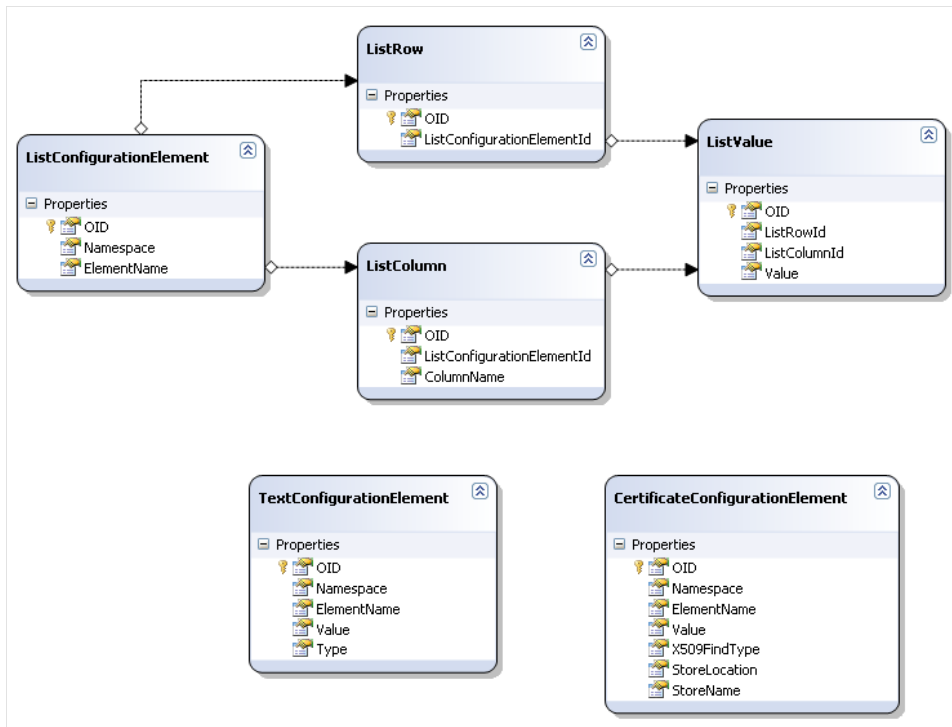 ListRow
Properties
OID
ListConfigurationElementId
ListConfigurationElement
Properties
OID
Namespace
ElementName
ListValue
Properties
OID
ListRowId
ListColumnId
Value
ListColumn
Properties
OID
ListConfigurationElementId
ColumnName
TextConfigurationElement
Properties
OID
Namespace
ElementName
Value
Type
CertificateConfigurationElement
Properties
OID
Namespace
ElementName
Value
X509FindType
StoreLocation
StoreName